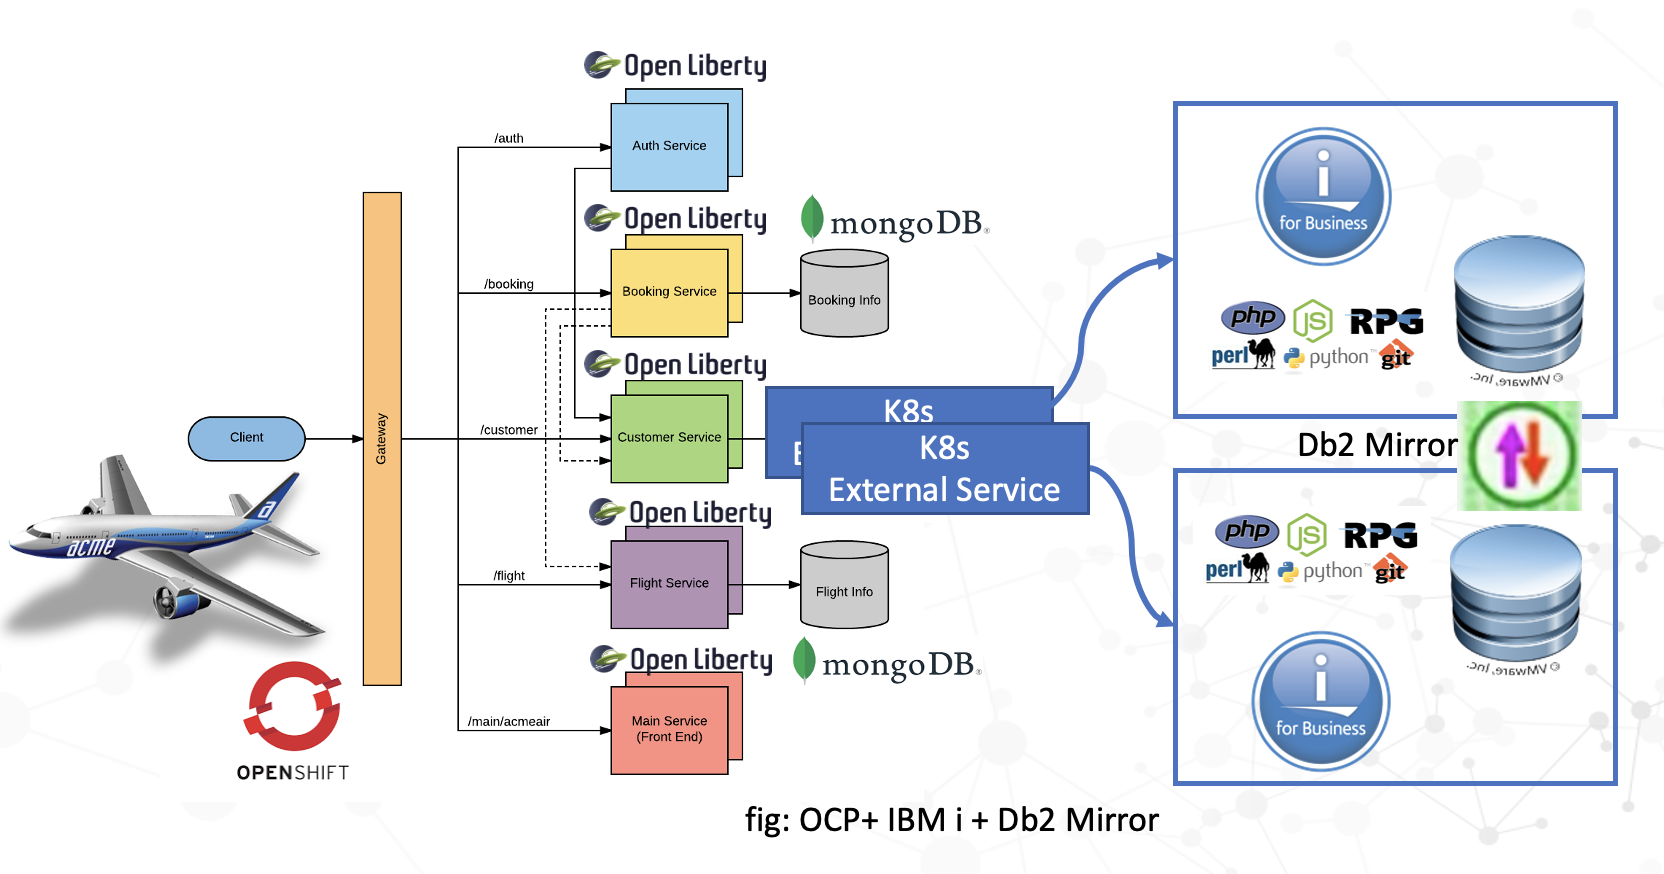 Open Liberty
/auth
Auth Service
Open Liberty
mongoDB®
/booking
Booking Service
Booking Info
Open Liberty
Client
Gateway
/customer
Customer Service
K8s
E
K8s
External Service
Open Liberty
/flight
Flight Service
Flight Info
Open Liberty
mongoDB®
/main/acmeair
Main Service
(Front End)
acme
a
OPENSHIFT
i
for Business
php
JS
RPG
perl
python™
git
© VMware, Inc.
Db2 Mirror
php
JS
RPG
perl
python™
git
© VMware, Inc.
i
for Business
fig: OCP+ IBM i + Db2 Mirror